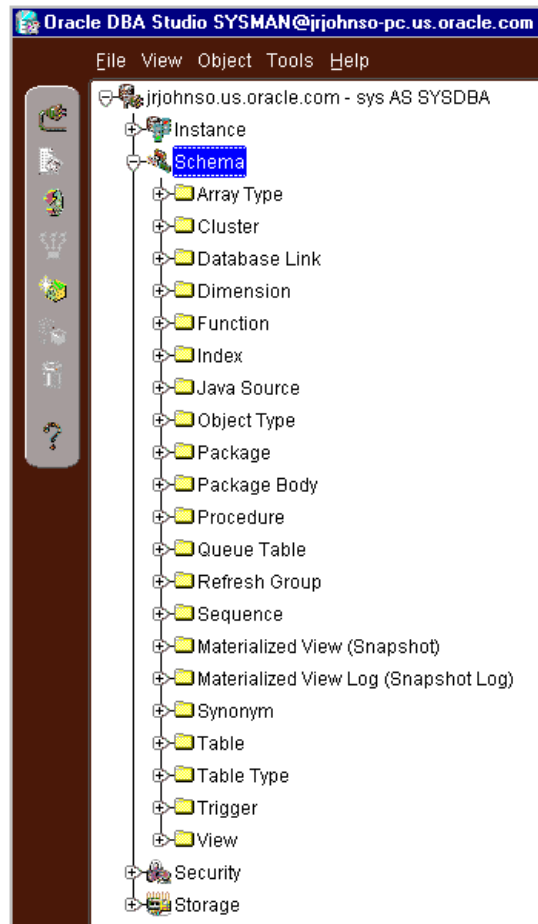 Oracle DBA Studio SYSMAN@jrjohnso-pc.us.oracle.com
File View Object Tools Help
jrjohnso.us.oracle.com - sys AS SYSDBA
Instance
Schema
Array Type
Cluster
Database Link
Dimension
Function
Index
Java Source
Object Type
Package
Package Body
Procedure
Queue Table
Refresh Group
Sequence
Materialized View (Snapshot)
Materialized View Log (Snapshot Log)
Synonym
Table
Table Type
Trigger
View
Security
Storage